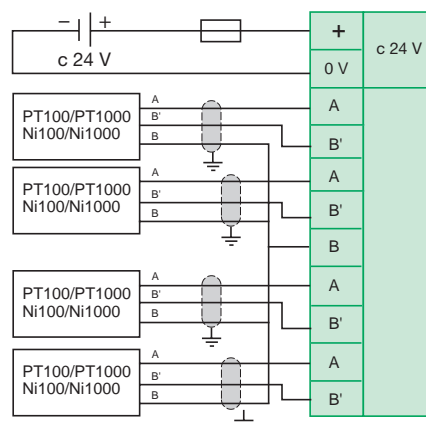 − +
c 24 V
+
0 V
c 24 V
PT100/PT1000
Ni100/Ni1000
A
B'
B
A
B'
PT100/PT1000
Ni100/Ni1000
A
B'
B
A
B'
B
PT100/PT1000
Ni100/Ni1000
A
B'
B
A
B'
PT100/PT1000
Ni100/Ni1000
A
B'
B
A
B'